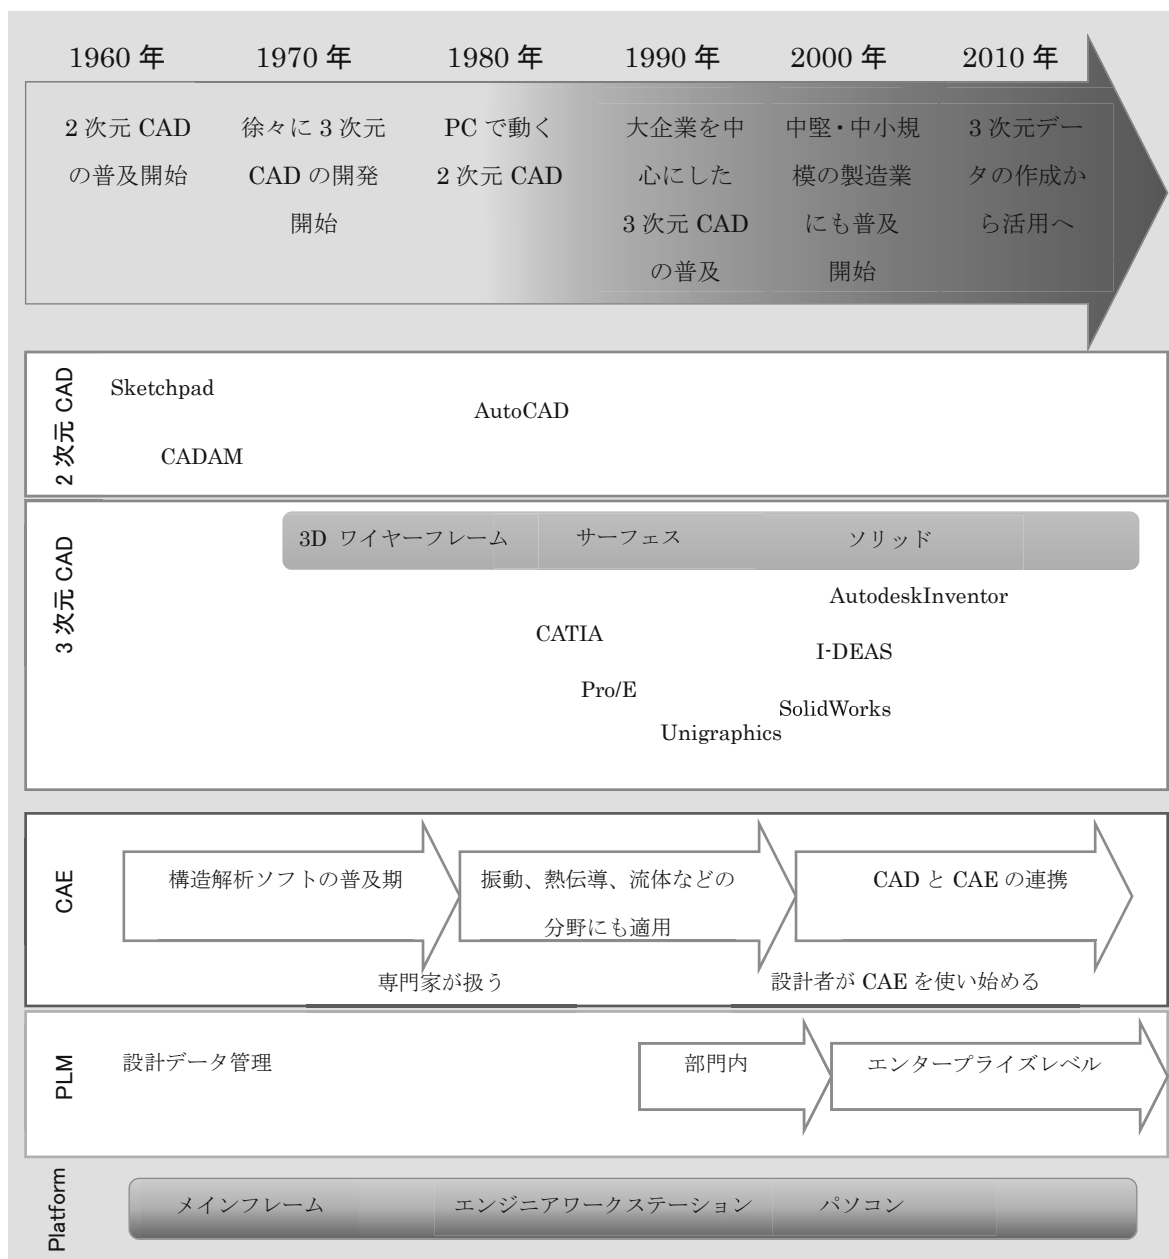 1960 年 1970 年 1980 年 1990 年 2000 年 2010 年
2 次元 CAD
の普及開始
徐々に 3 次元
CAD の開発
開始
PC で動く
2 次元 CAD
大企業を中
心にした
3 次元 CAD
の普及
中堅・中小規
模の製造業
にも普及
開始
3 次元デー
タの作成か
ら活用へ
2 次元 CAD
Sketchpad
AutoCAD
CADAM
3 次元 CAD
3D ワイヤーフレーム サーフェス ソリッド
AutodeskInventor
CATIA
I-DEAS
Pro/E
SolidWorks
Unigraphics
CAE
構造解析ソフトの普及期
振動、熱伝導、流体などの
分野にも適用
CAD と CAE の連携
専門家が扱う
設計者が CAE を使い始める
PLM
設計データ管理
部門内
エンタープライズレベル
Platform
メインフレーム エンジニアワークステーション パソコン